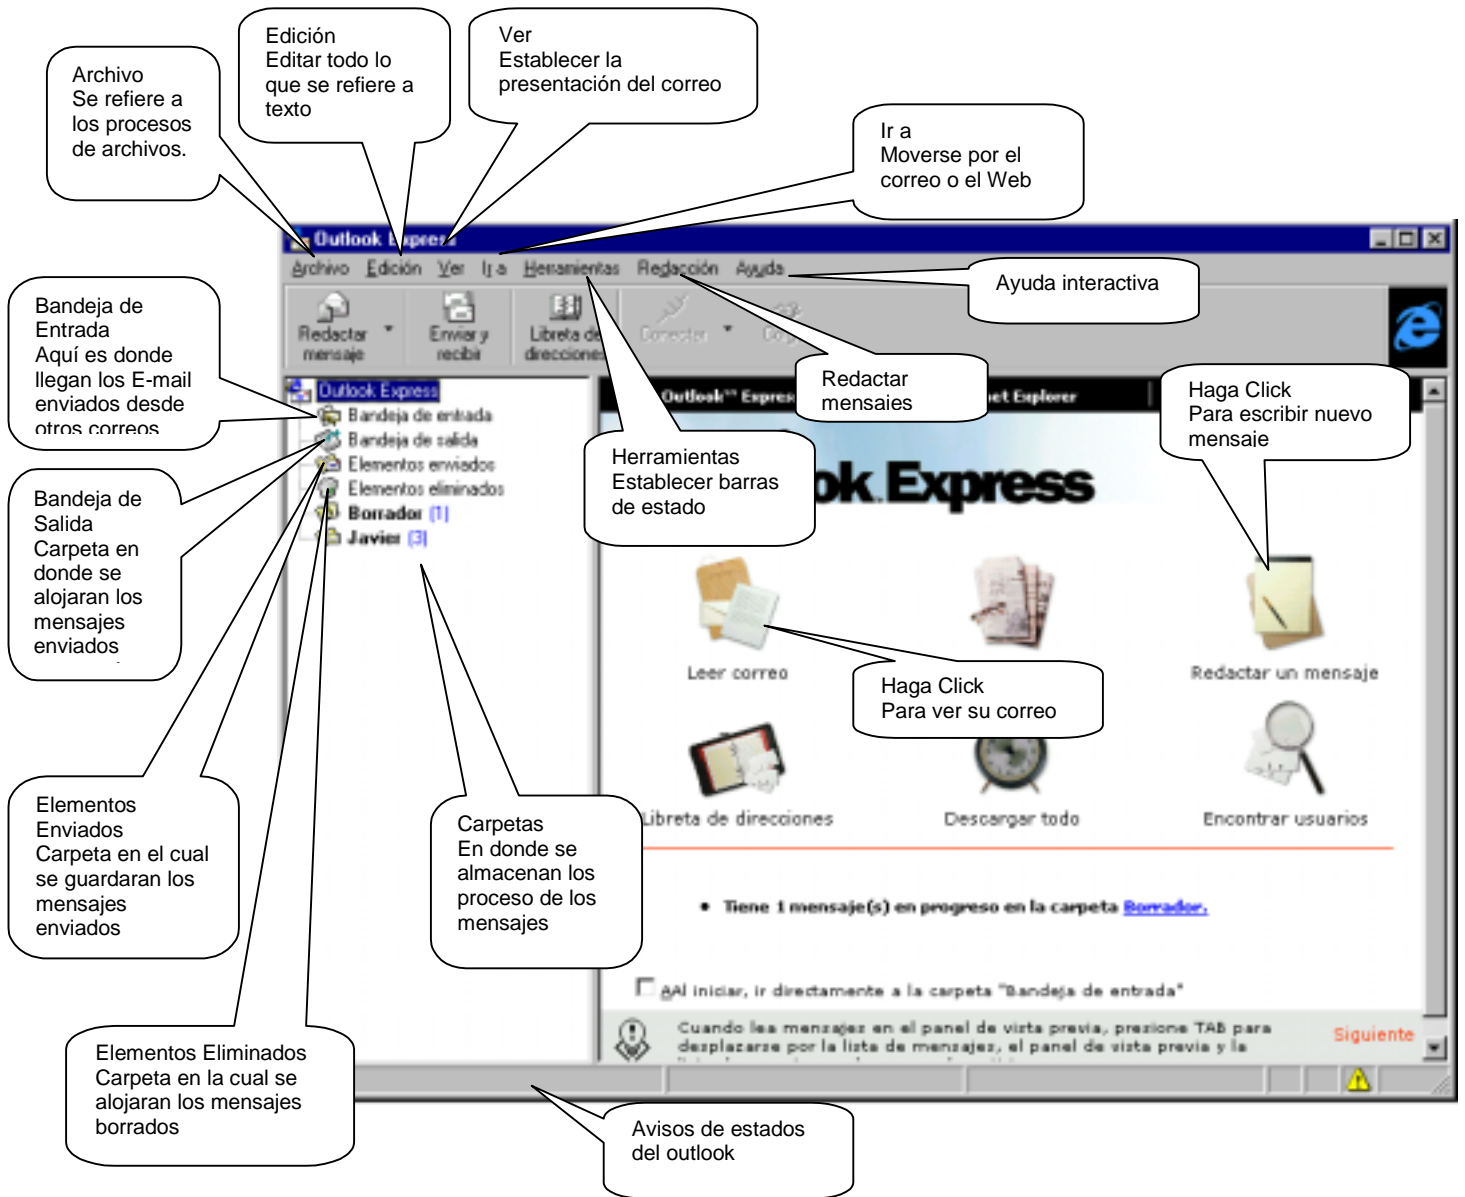 Edición
Editar todo lo
que se refiere a
texto
Ver
Establecer la
presentación del correo
Archivo
Se refiere a
los procesos
de archivos.
Ir a
Moverse por el
correo o el Web
Outlook Express
Archivo Edición Ver Ir a Herramientas Redacción Ayuda
Ayuda interactiva
Redactar
mensaje
Enviar y
recibir
Libreta de
direcciones
Conectar
Bandeja de
Entrada
Aquí es donde
llegan los E-mail
enviados desde
otros correos
Redactar
mensajes
Haga Click
Para escribir nuevo
mensaje
Outlook Express
Bandeja de entrada
Bandeja de salida
Elementos enviados
Elementos eliminados
Borrador (1)
Javier (3)
Outlook Express
et Explorer
ok Express
Herramientas
Establecer barras
de estado
Bandeja de
Salida
Carpeta en
donde se
alojaran los
mensajes
enviados
Leer correo
Redactar un mensaje
Haga Click
Para ver su correo
Libreta de direcciones
Descargar todo
Encontrar usuarios
Elementos
Enviados
Carpeta en el cual
se guardaran los
mensajes
enviados
Carpetas
En donde se
almacenan los
proceso de los
mensajes
• Tiene 1 mensaje(s) en progreso en la carpeta Borrador.
AAl iniciar, ir directamente a la carpeta "Bandeja de entrada"
Cuando lea mensajes en el panel de vista previa, presione TAB para
desplazarse por la lista de mensajes, el panel de vista previa y la
Siguiente
Elementos Eliminados
Carpeta en la cual se
alojaran los mensajes
borrados
Avisos de estados
del outlook